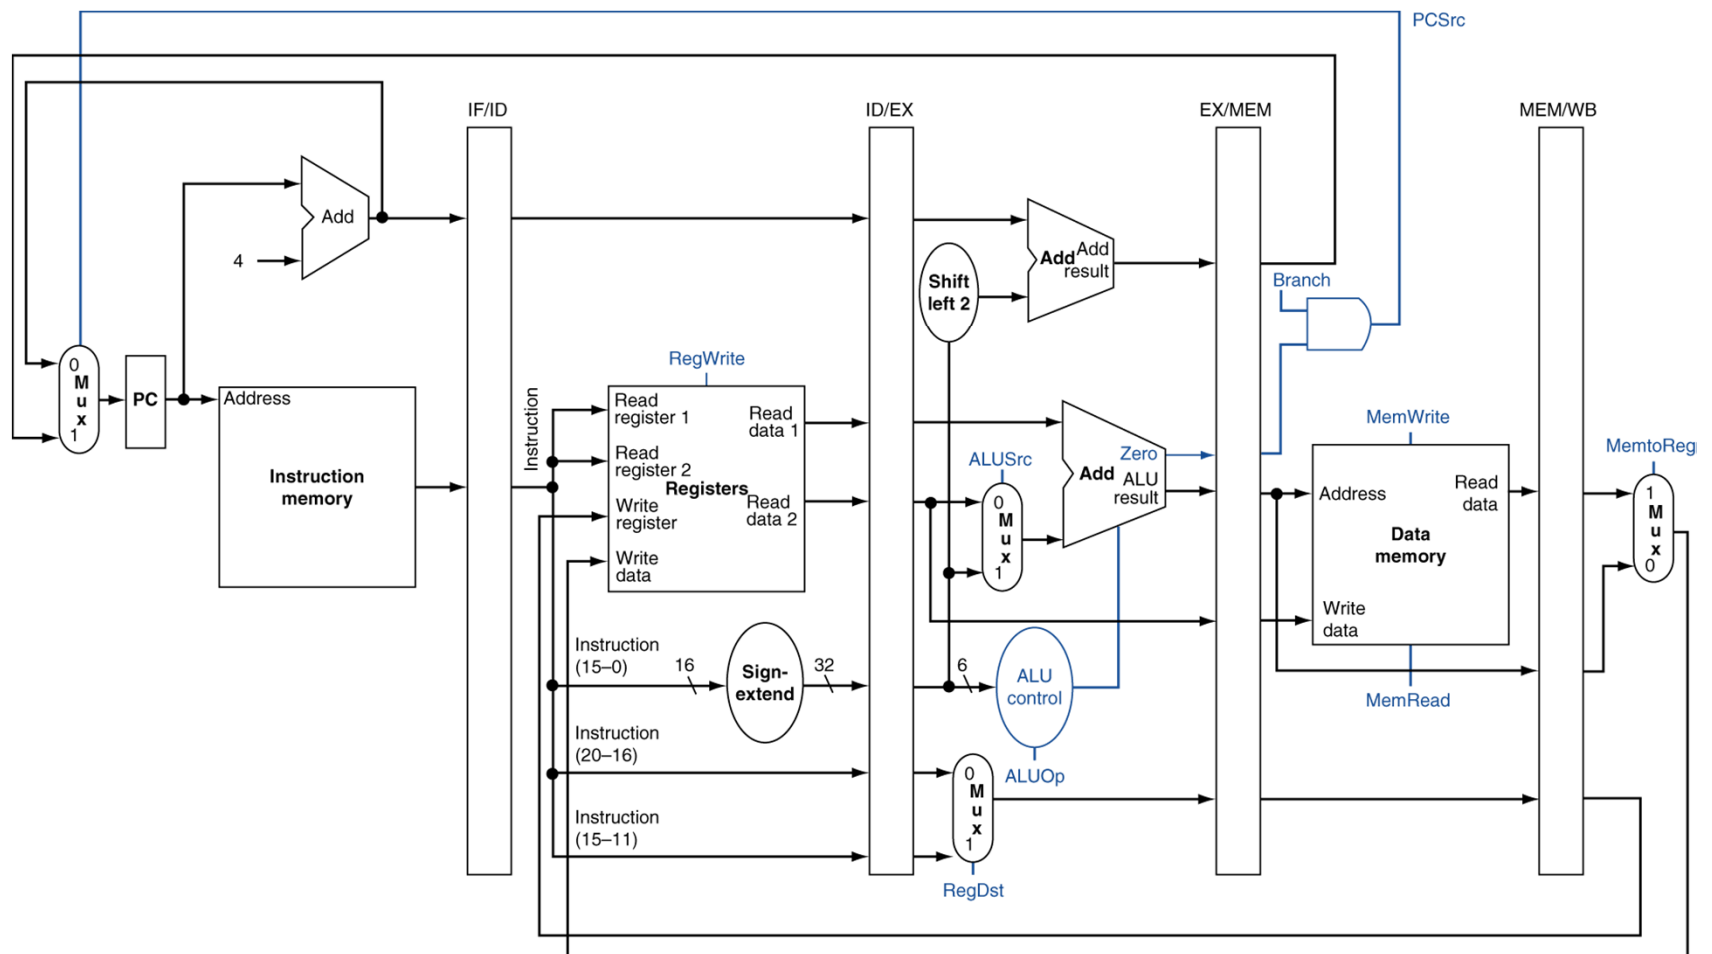 PCSrc
IF/ID
ID/EX
EX/MEM
MEM/WB
Add
4
Shift
left 2
Add
Add
result
Branch
0
M
u
x
1
PC
Address
Instruction
memory
Instruction
RegWrite
Read
register 1
Read
register 2
Write
register
Write
data
Registers
Read
data 1
Read
data 2
ALUSrc
0
M
u
x
1
Add
Zero
ALU
result
MemWrite
Address
Read
data
Data
memory
Write
data
MemRead
MemtoReg
1
M
u
x
0
Instruction
(15–0)
16
Sign-
extend
32
6
ALU
control
ALUOp
Instruction
(20–16)
Instruction
(15–11)
0
M
u
x
1
RegDst